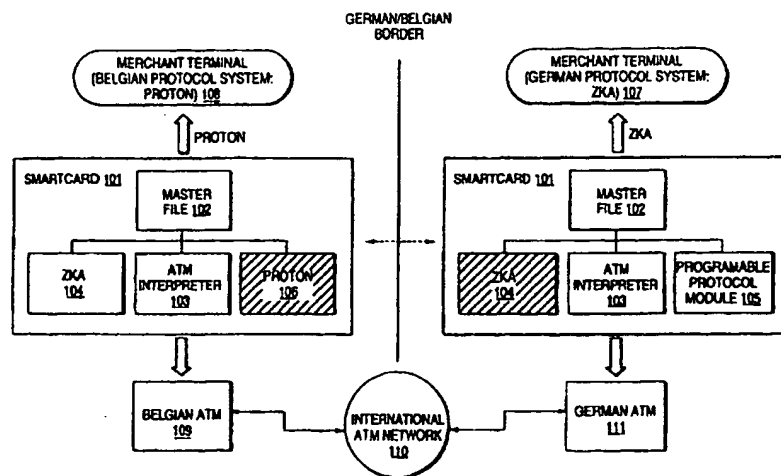 GERMAN/BELGIAN
BORDER
MERCHANT TERMINAL
(BELGIAN PROTOCOL SYSTEM:
PROTON) 108
PROTON
SMARTCARD 101
MASTER
FILE 102
ZKA
104
ATM
INTERPRETER
103
PROTON
106
BELGIAN ATM
109
INTERNATIONAL
ATM NETWORK
110
MERCHANT TERMINAL
(GERMAN PROTOCOL SYSTEM:
ZKA) 107
ZKA
SMARTCARD 101
MASTER
FILE 102
ZKA
104
ATM
INTERPRETER
103
PROGRAMABLE
PROTOCOL
MODULE 105
GERMAN ATM
111